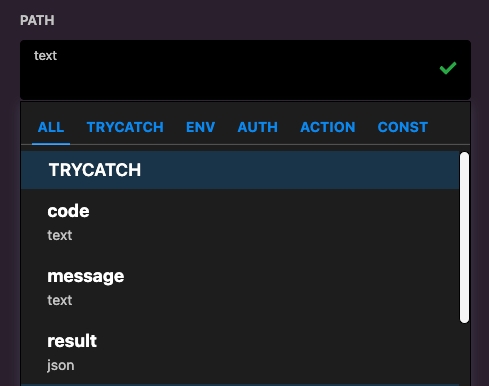 PATH
text
ALL TRYCATCH ENV AUTH ACTION CONST
TRYCATCH
code
text
message
text
result
json